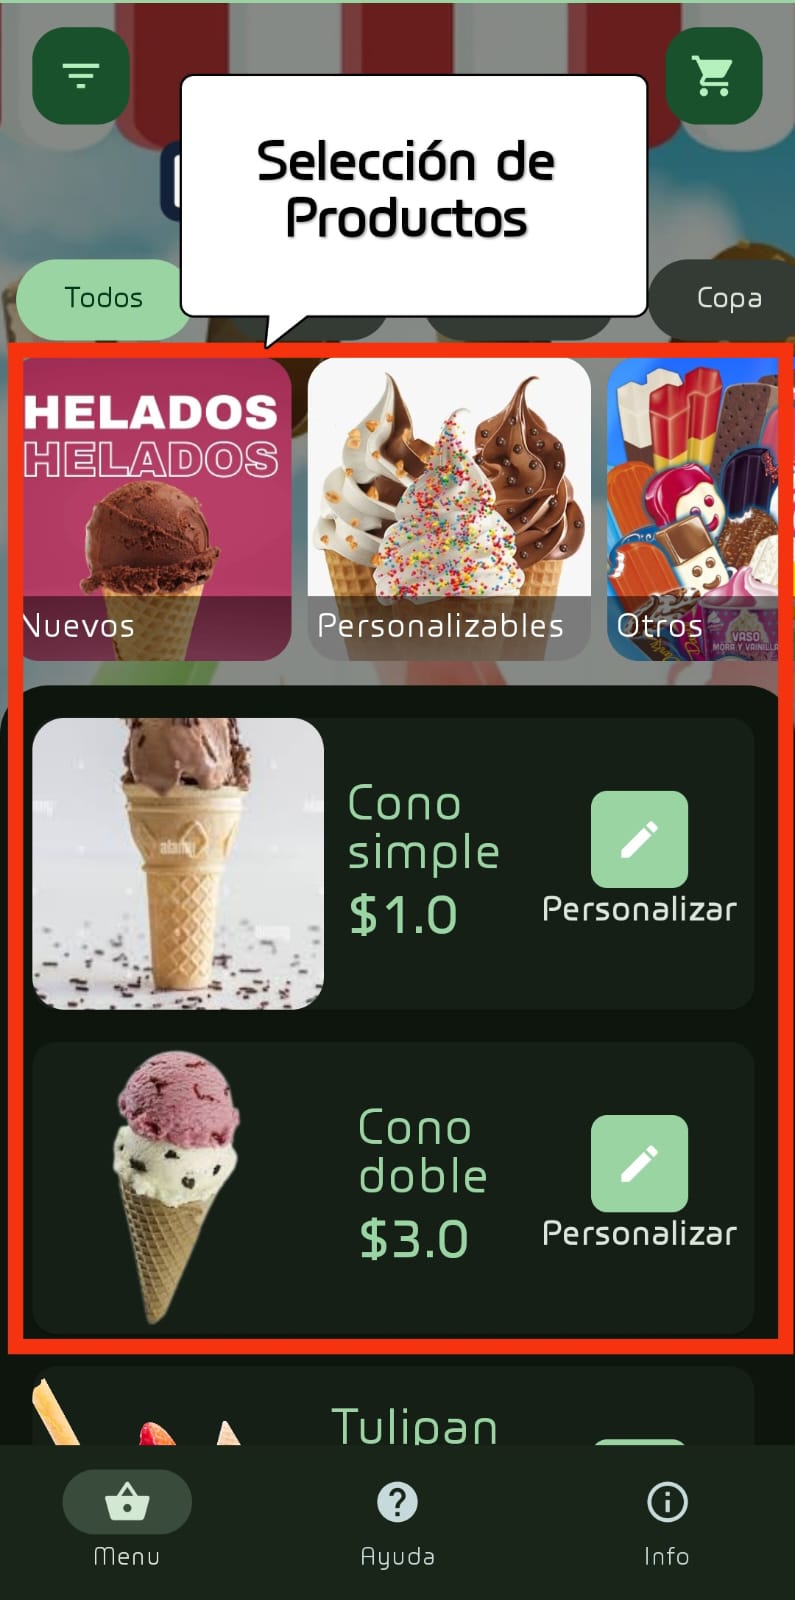 Selección de
Productos
Todos
Copa
HELADOS
HELADOS
Nuevos
Personalizables
Otros
VASO
MORA Y VAINILLA
alamy
Cono
simple
$1.0
Personalizar
Cono
doble
$3.0
Personalizar
Tulipan
Menu
Ayuda
Info